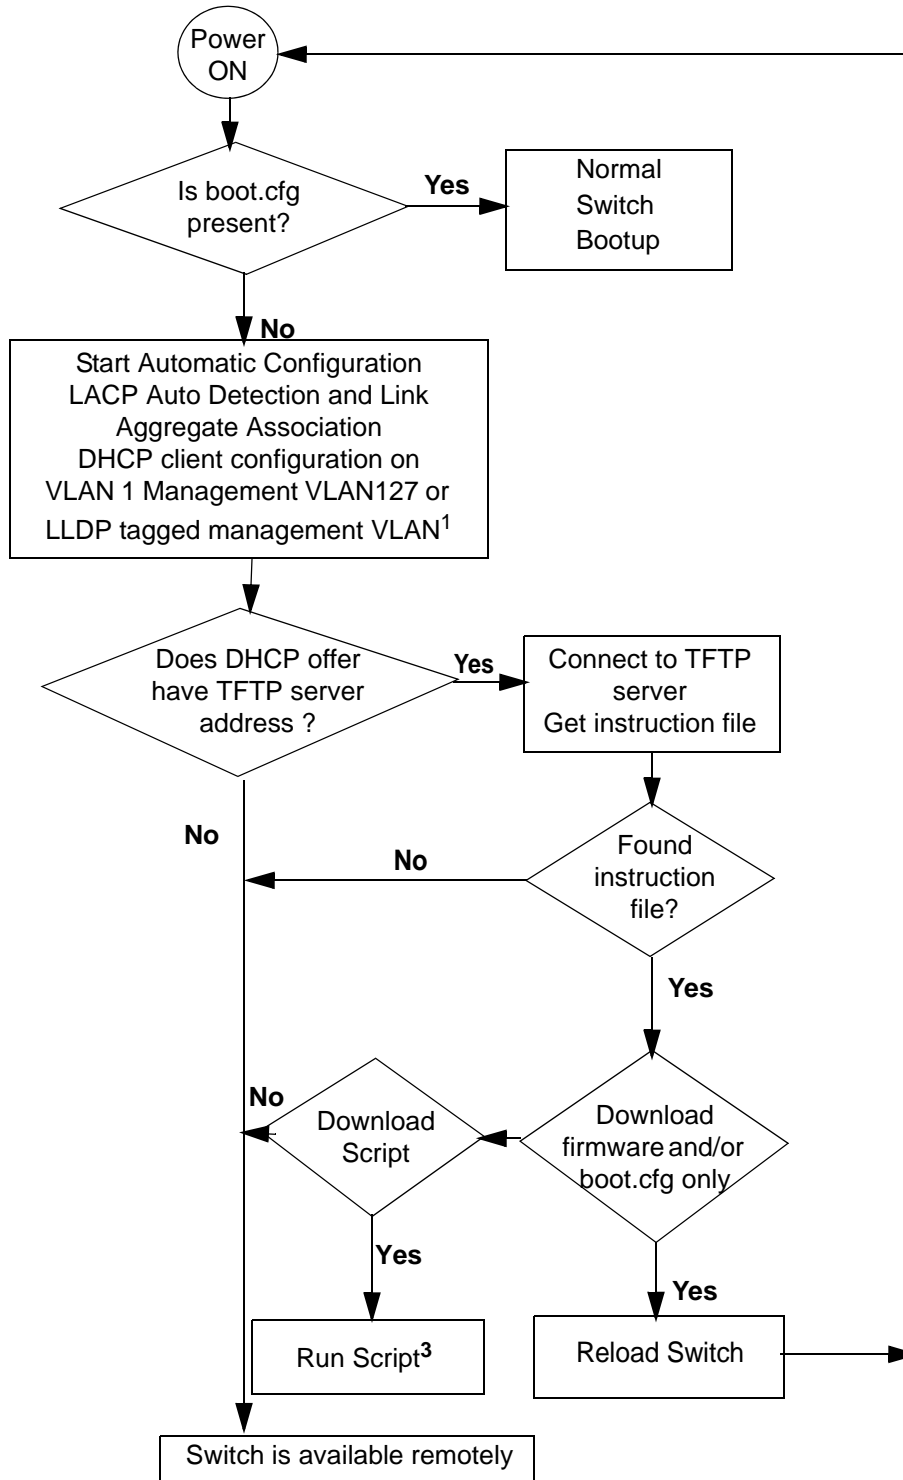 Power
ON
Is boot.cfg
present?
Yes
Normal
Switch
Bootup
No
Start Automatic Configuration
LACP Auto Detection and Link
Aggregate Association
DHCP client configuration on
VLAN 1 Management VLAN127 or
LLDP tagged management VLAN1
Does DHCP offer
have TFTP server
address ?
Yes
Connect to TFTP
server
Get instruction file
No
No
Found
instruction
file?
Yes
No
Download
Script
Download
firmware and/or
boot.cfg only
Yes
Yes
Run Script3
Reload Switch
Switch is available remotely